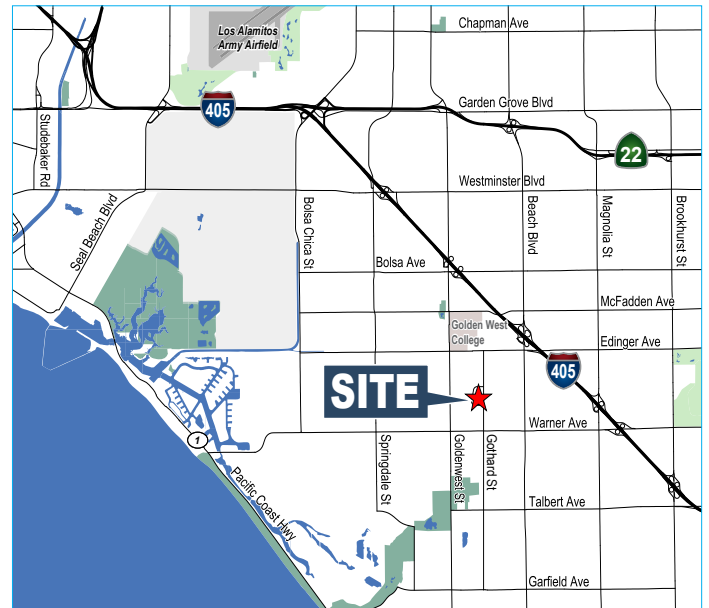 Chapman Ave
Los Alamitos
Army Airfield
Garden Grove Blvd
405
Studebaker Rd
22
Westminster Blvd
Seal Beach Blvd
Bolsa Chica St
Beach Blvd
Magnolia St
Brookhurst St
Bolsa Ave
McFadden Ave
Golden West
College
Edinger Ave
405
SITE
Warner Ave
1
Springdale St
Goldenwest St
Gothard St
Pacific Coast Hwy
Talbert Ave
Garfield Ave